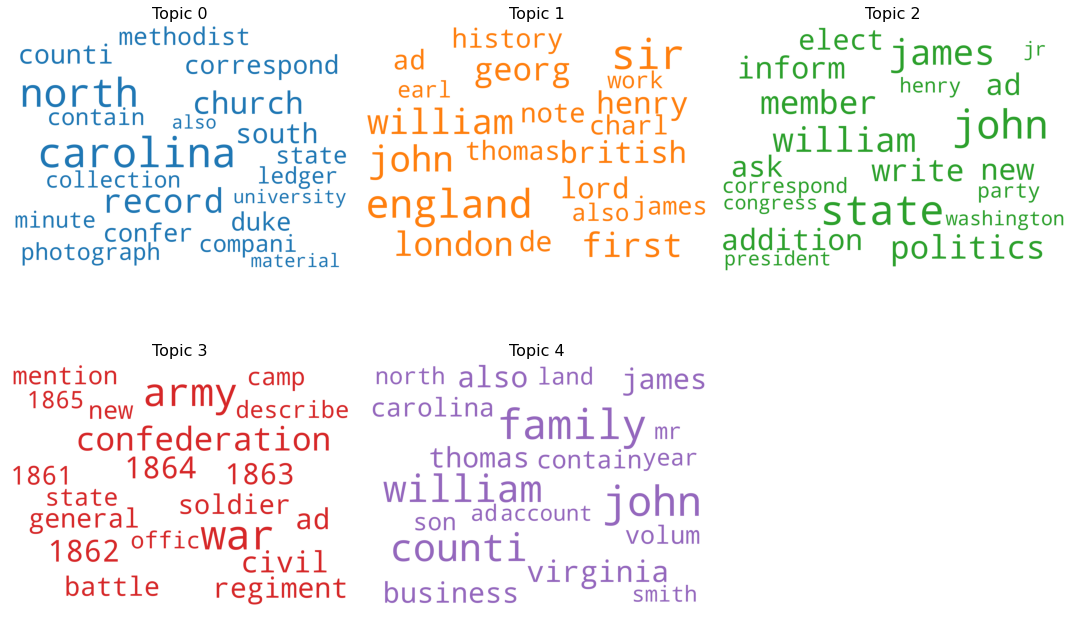 Topic 0
methodist
counti
correspond
north
church
contain
also
south
carolina
state
collection
ledger
record
university
minute
duke
confer
compani
photograph
material
Topic 1
history
sir
ad
georg
work
earl
henry
note
william
charl
john
thomas
british
lord
england
also
james
london
de
first
Topic 2
elect
james
jr
inform
henry
ad
member
john
william
ask
write
new
correspond
party
congress
state
washington
addition
politics
president
Topic 3
mention
army
camp
1865
new
describe
confederation
1861
1864
1863
state
soldier
general
ad
1862
offic
war
civil
battle
regiment
Topic 4
north
also
land
james
carolina
family
mr
thomas
contain
year
william
john
son
ad
account
volum
counti
virginia
business
smith